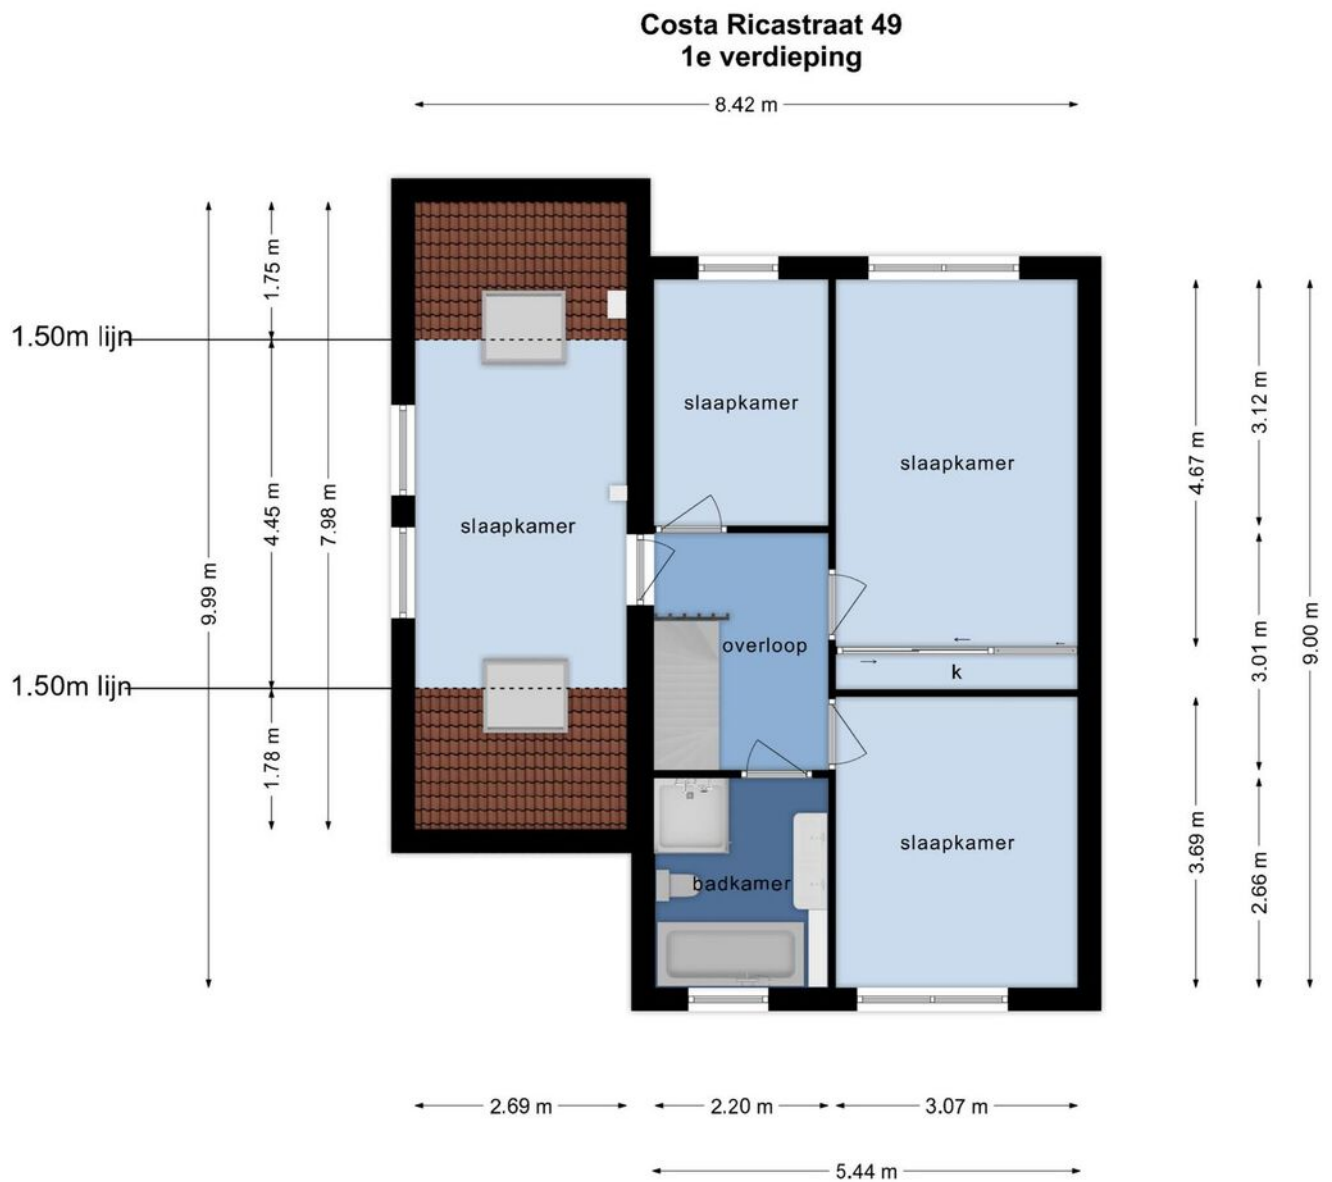 Costa Ricastraat 49
1e verdieping
8.42 m
1.75 m
1.50m lijn
3.12 m
slaapkamer
slaapkamer
4.67 m
4.45 m
7.98 m
slaapkamer
9.99 m
overloop
3.01 m
9.00 m
k
1.50m lijn
1.78 m
3.69 m
slaapkamer
badkamer
2.66 m
2.69 m
2.20 m
3.07 m
5.44 m